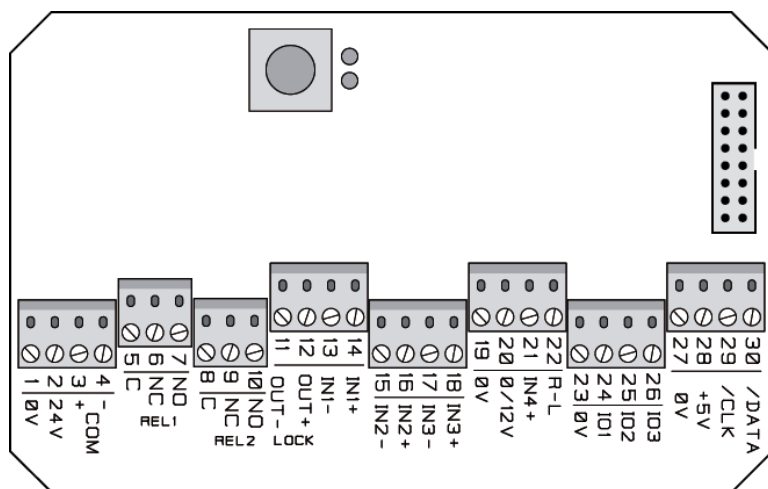 1 2 3 4
0V 24V + COM -
5 6 7
C NC NO
REL1
8 9 10
C NC NO
REL2
11 12 13 14
OUT- OUT+ IN1- IN1+
LOCK
15 16 17 18
IN2- IN2+ IN3- IN3+
19 20 21 22
0V 0/12V IN4+ R-L
23 24 25 26
0V IO1 IO2 IO3
27 28 29 30
0V +5V /CLK /DATA